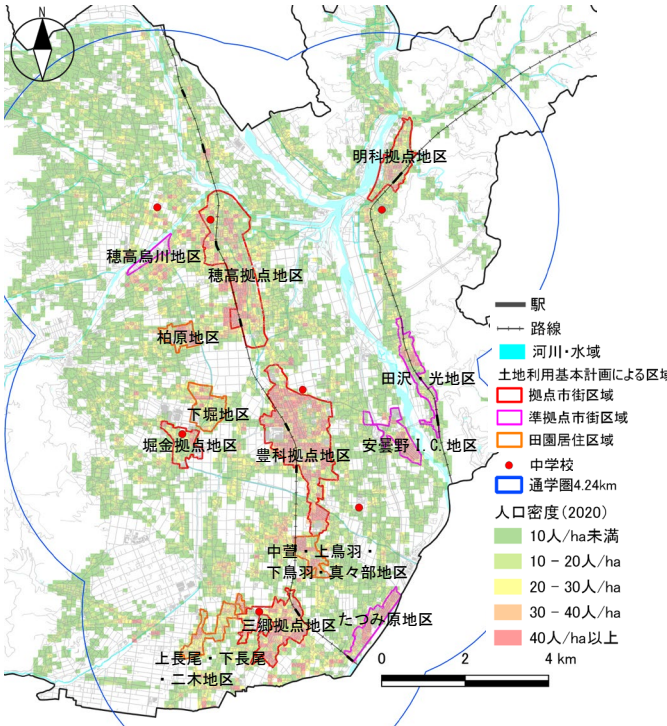 N
明科拠点地区
穂高烏川地区
穂高拠点地区
柏原地区
田沢・光地区
下堀地区
堀金拠点地区
豊科拠点地区
安曇野I.C.地区
中萱・上鳥羽・
下鳥羽・真々部地区
たつみ原地区
三郷拠点地区
上長尾・下長尾
・二木地区
駅
路線
河川・水域
土地利用基本計画による区域
拠点市街区域
準拠点市街区域
田園居住区域
中学校
通学圏4.24km
人口密度(2020)
10人/ha未満
10 - 20人/ha
20 - 30人/ha
30 - 40人/ha
40人/ha以上
0 2 4 km